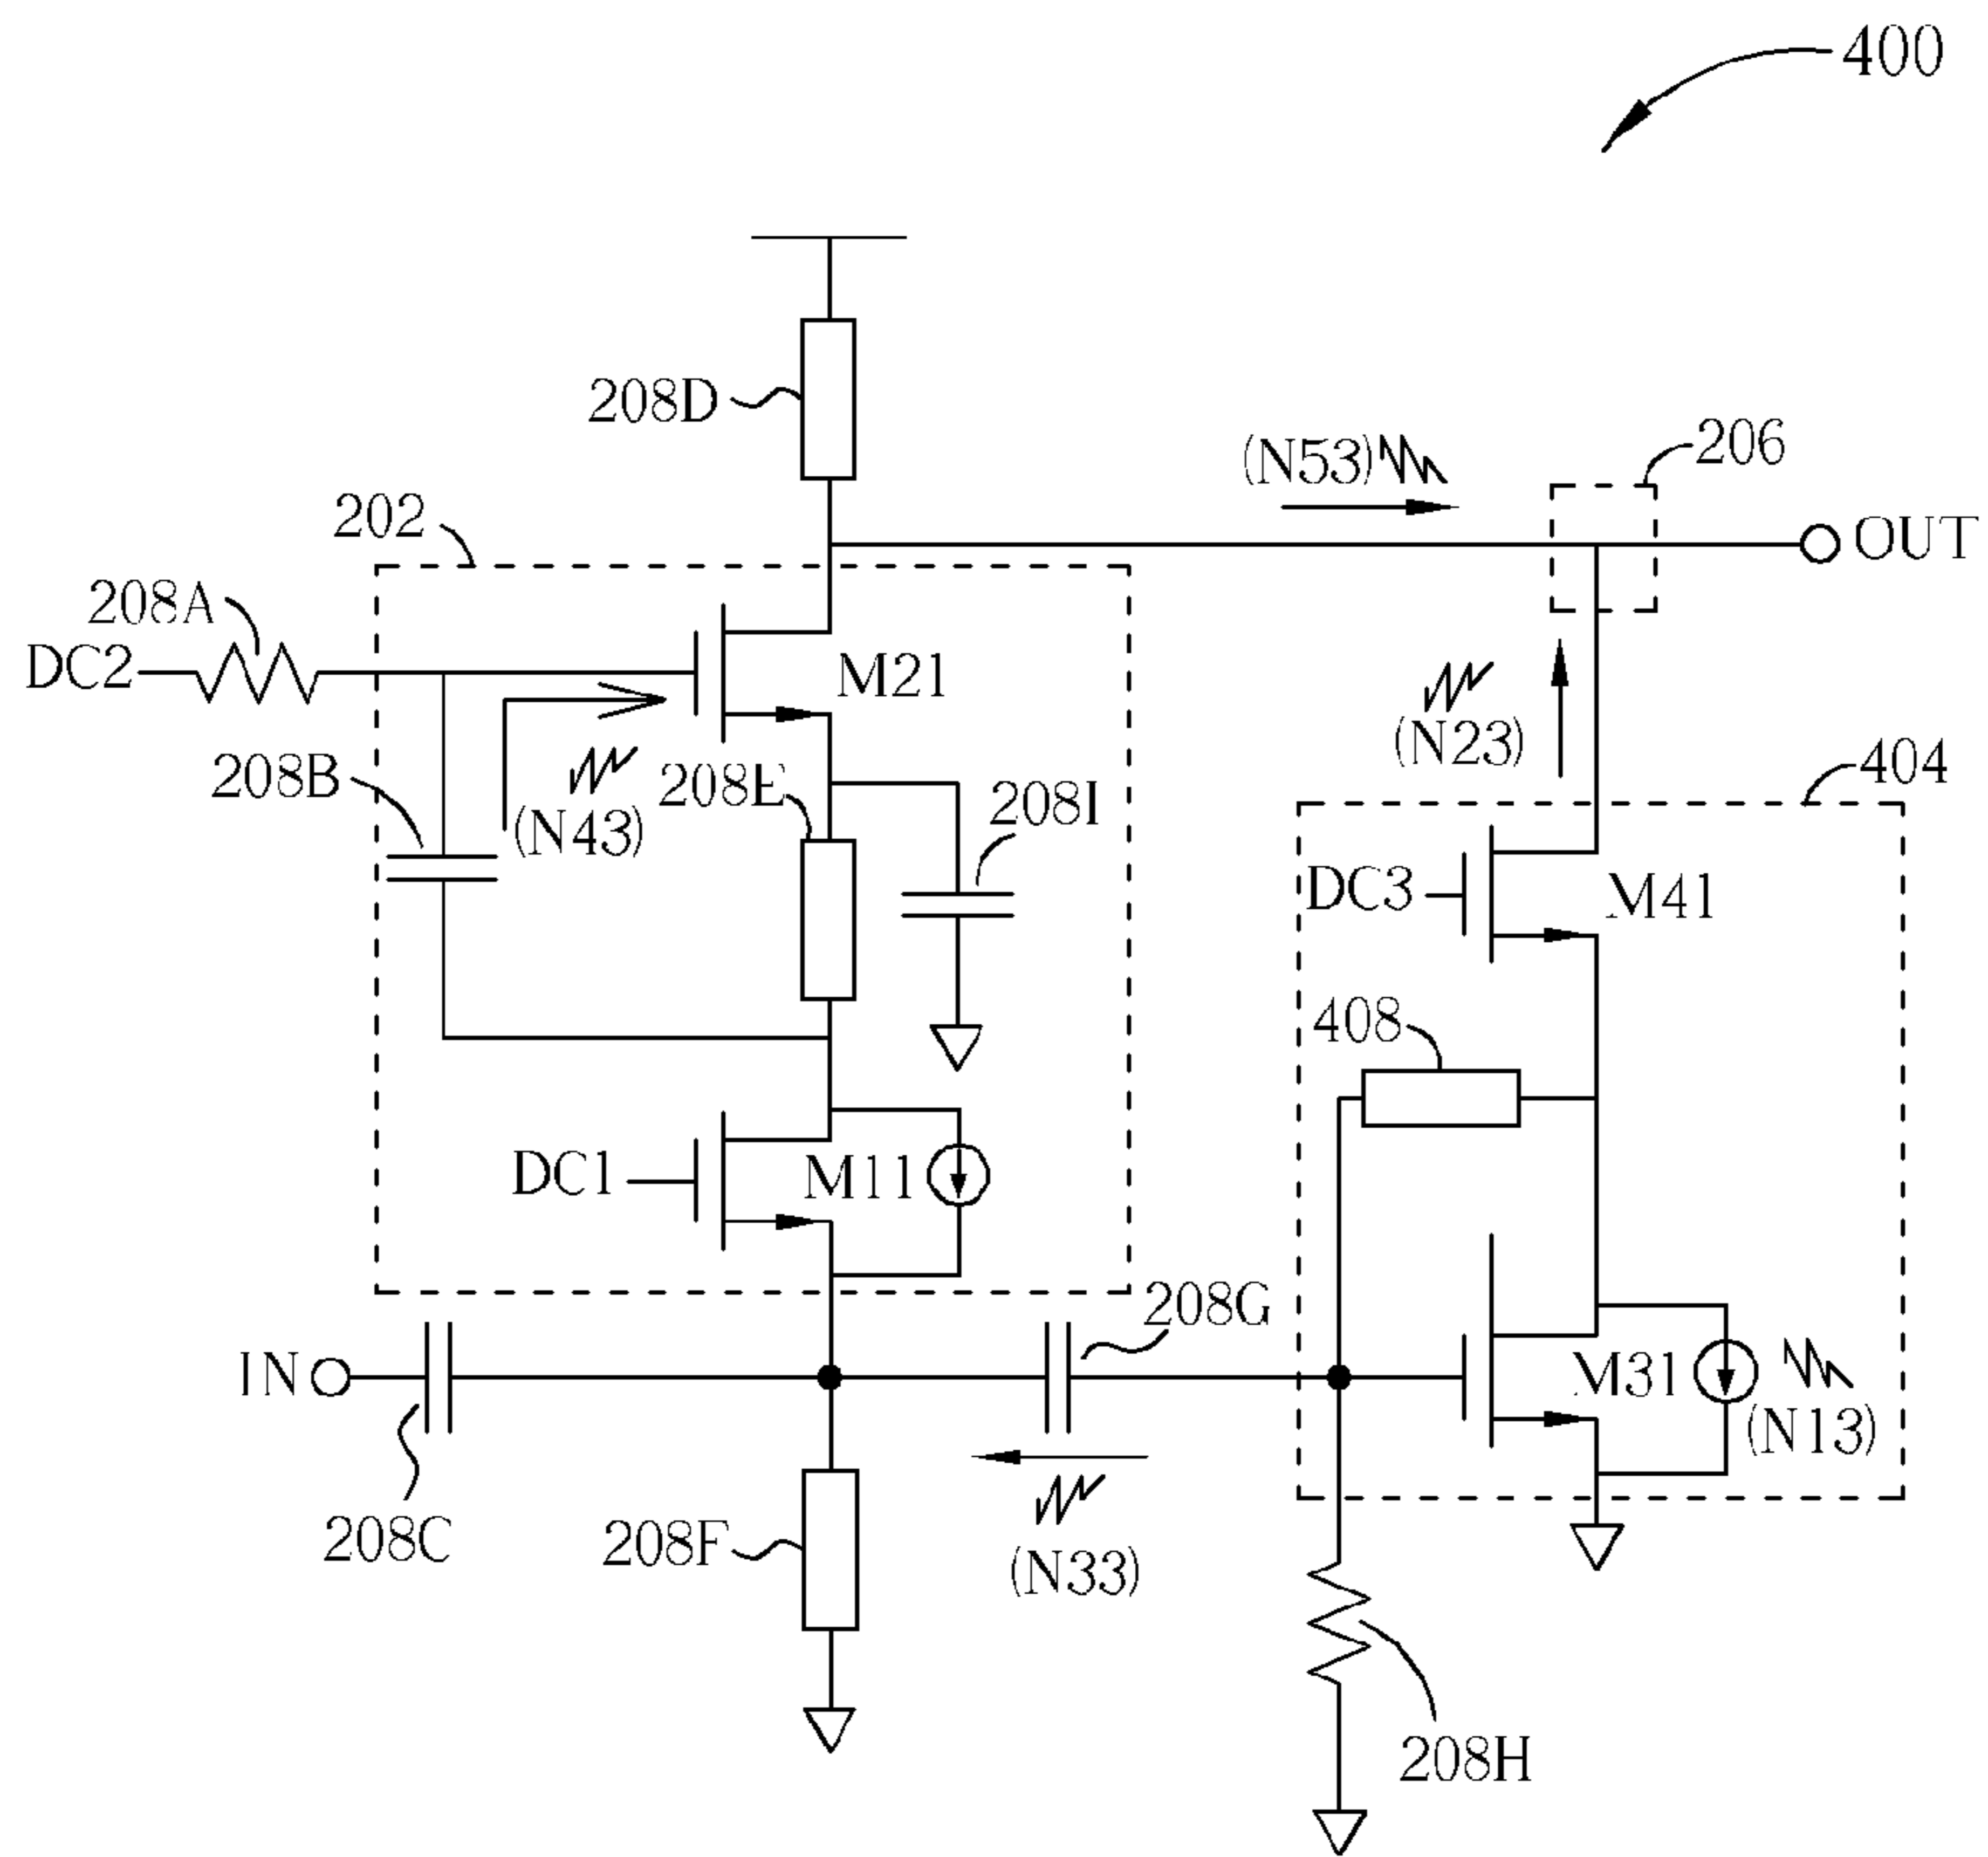 400
208D
(N53)
206
202
OUT
208A
DC2
M21
(N23)
208B
208E
208I
(N43)
404
DC3
M41
408
DC1
M11
208G
IN
M31
(N13)
208C
208F
(N33)
208H